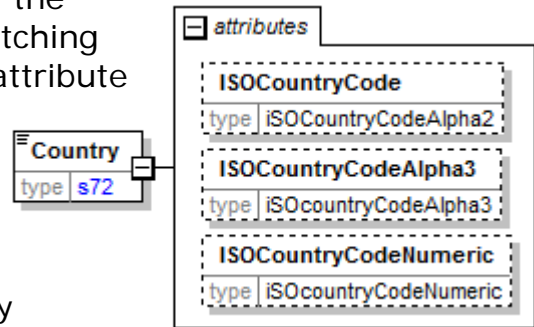 the
tching
attribute
y
Country
type s72
attributes
ISOCountryCode
type iSOCountryCodeAlpha2
ISOCountryCodeAlpha3
type iSOcountryCodeAlpha3
ISOCountryCodeNumeric
type iSOcountryCodeNumeric